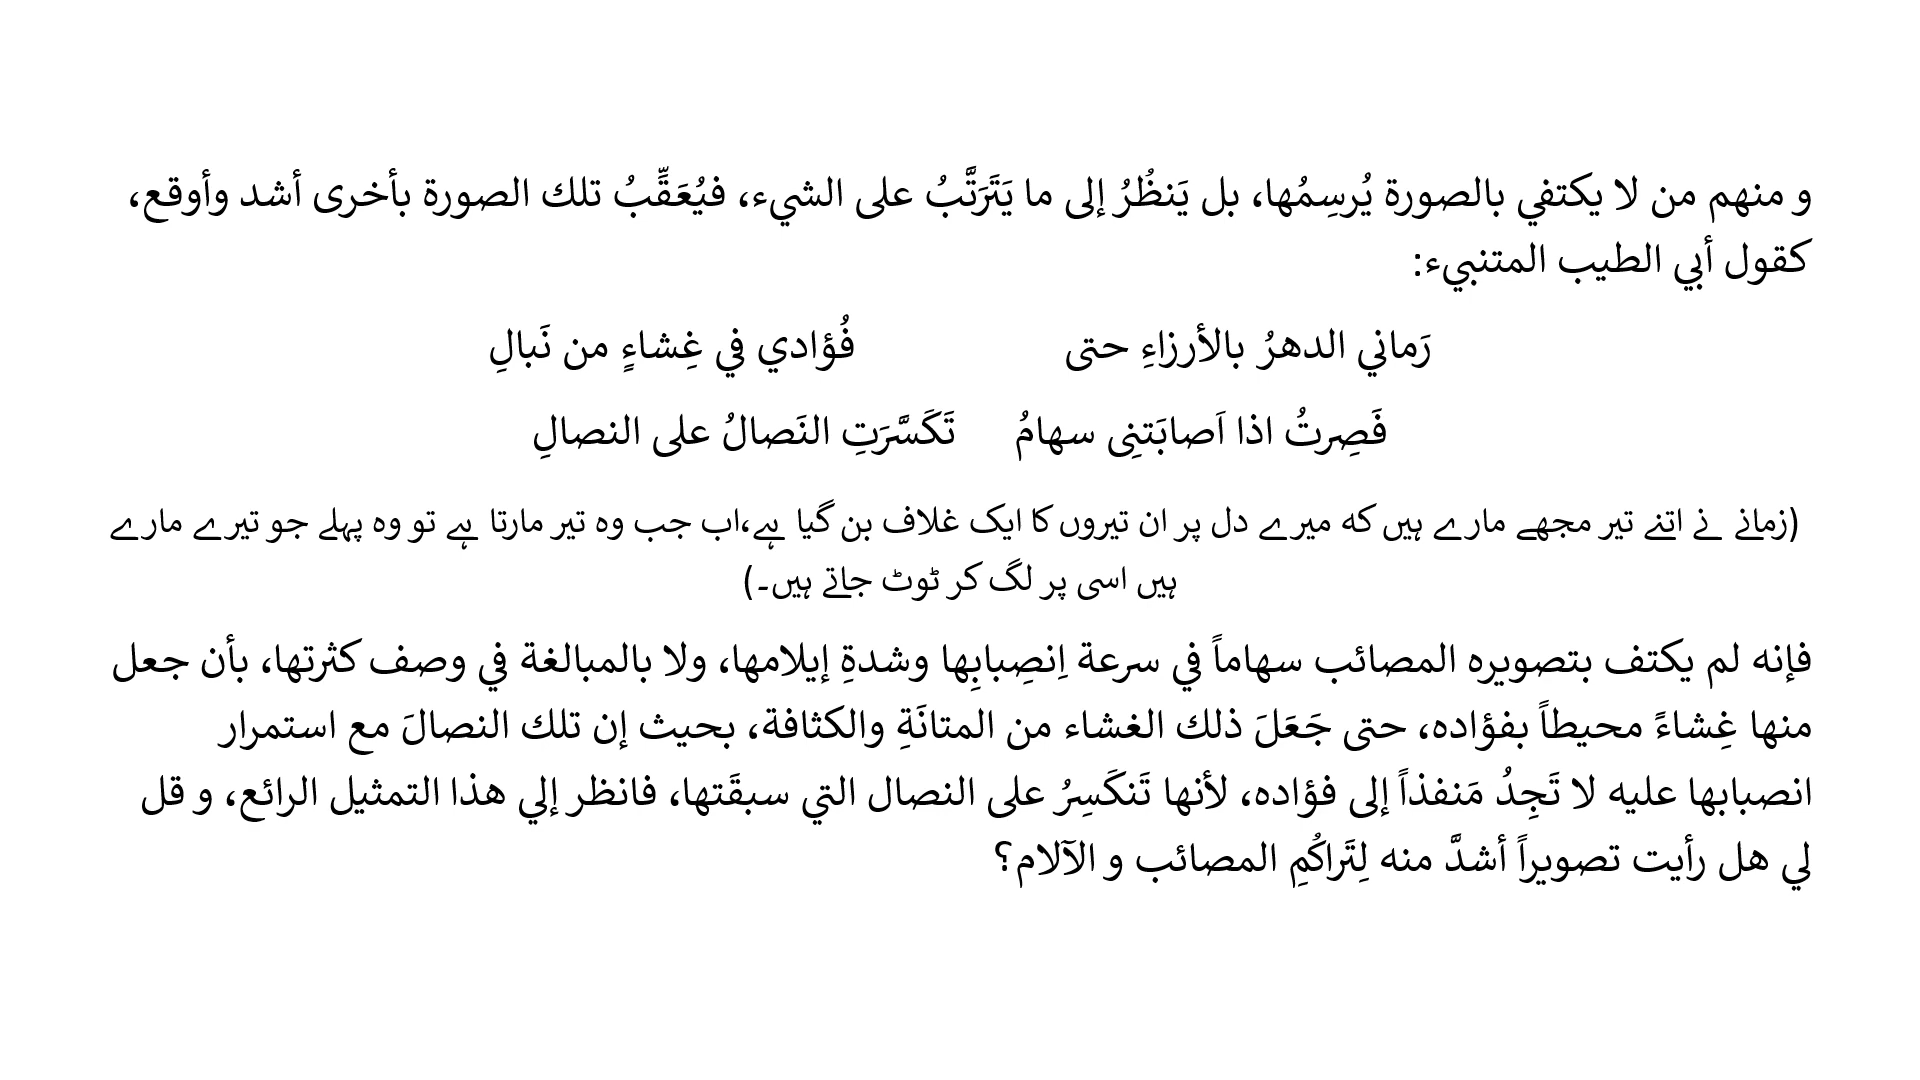 و منهم من لا يكتفي بالصورة يُرسِمُها، بل يَنظُرُ إلى ما يَتَرَتَّبُ على الشيء، فيُعَقِّبُ تلك الصورة بأخرى أشد وأوقع،
كقول أبي الطيب المتنبيء:
رَماني الدهرُ بالأرزاءِ حتى فُؤادي في غِشاءٍ من نَبالِ
فَصِرتُ اذا اَصابَتنِى سهامُ تَكَسَّرَتِ النَصالُ على النصالِ
(زمانے نے اتنے تیر مجھے مارے ہیں که میرے دل پر ان تیروں کا ایک غلاف بن گیا ہے،اب جب وہ تیر مارتا ہے تو وہ پہلے جو تیرے مارے
ہیں اسی پر لگ کر ٹوٹ جاتے ہیں۔)
فإنه لم يكتف بتصويره المصائب سهاماً في سرعة اِنصِبابِها وشدةِ إيلامها، ولا بالمبالغة في وصف كثرتها، بأن جعل
منها غِشاءً محيطاً بفؤاده، حتى جَعَلَ ذلك الغشاء من المتانَةِ والكثافة، بحيث إن تلك النصالَ مع استمرار
انصبابها عليه لا تَجِدُ مَنفذاً إلى فؤاده، لأنها تَنكَسِرُ على النصال التي سبقَتها، فانظر إلي هذا التمثيل الرائع، و قل
لي هل رأيت تصويراً أشدَّ منه لِتَراكُمِ المصائب و الآلام؟